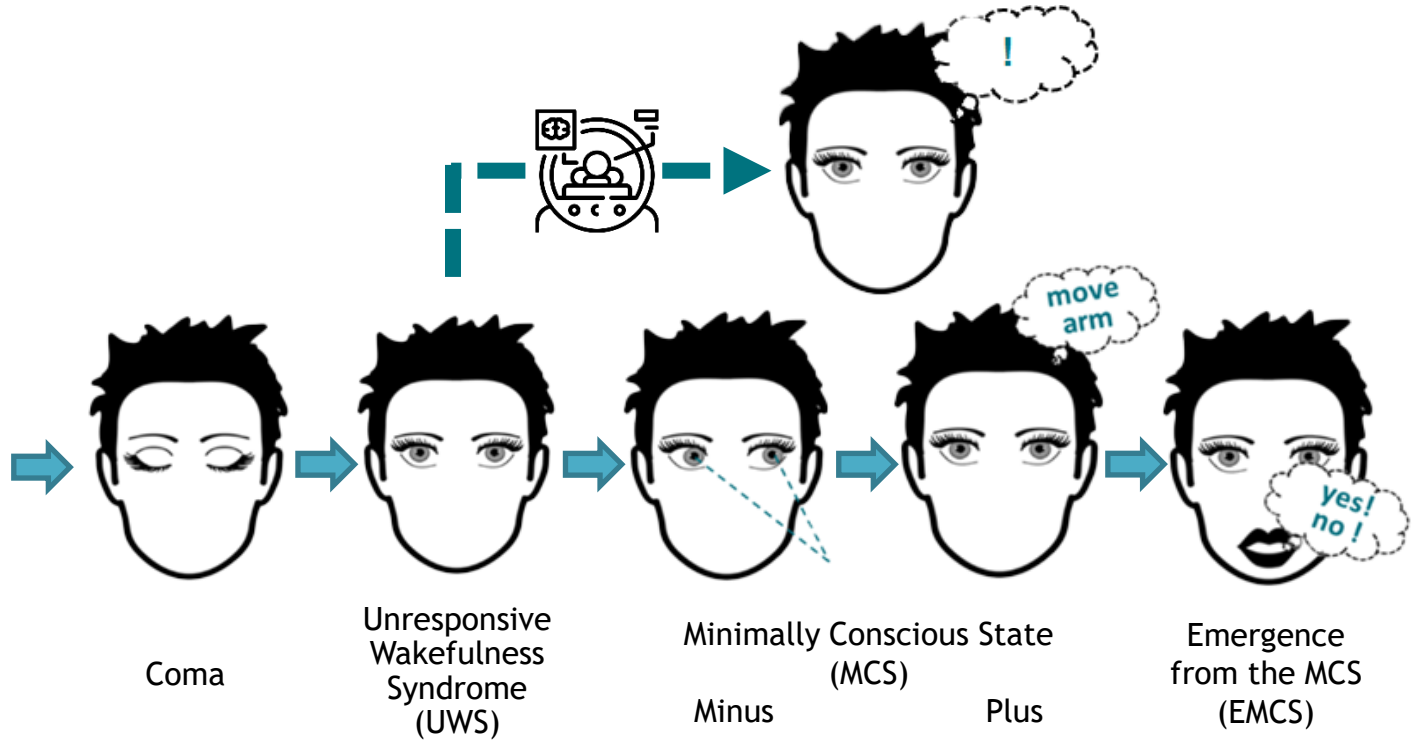 !
move
arm
yes!
no !
Coma
Unresponsive
Wakefulness
Syndrome
(UWS)
Minimally Conscious State
(MCS)
Minus
Plus
Emergence
from the MCS
(EMCS)